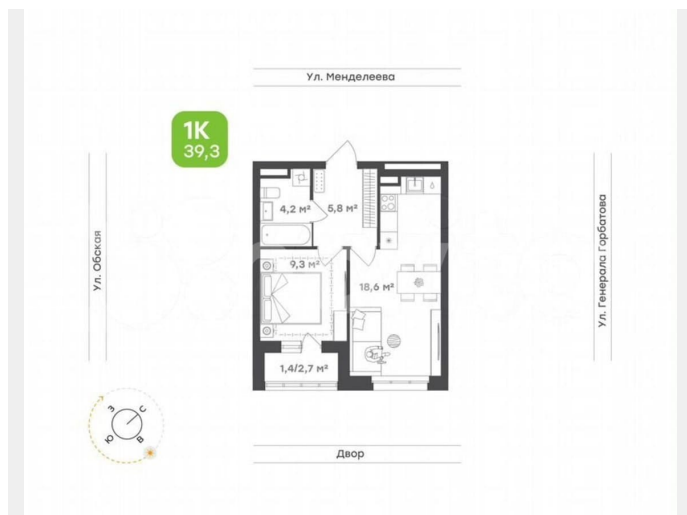 Ул. Менделеева
1К
39,3
4,2 м²
5,8 м²
9,3 м²
18,6 м²
1,4/2,7 м²
Ул. Обская
Ул. Генерала Горбатова
З
С
Ю
В
Двор